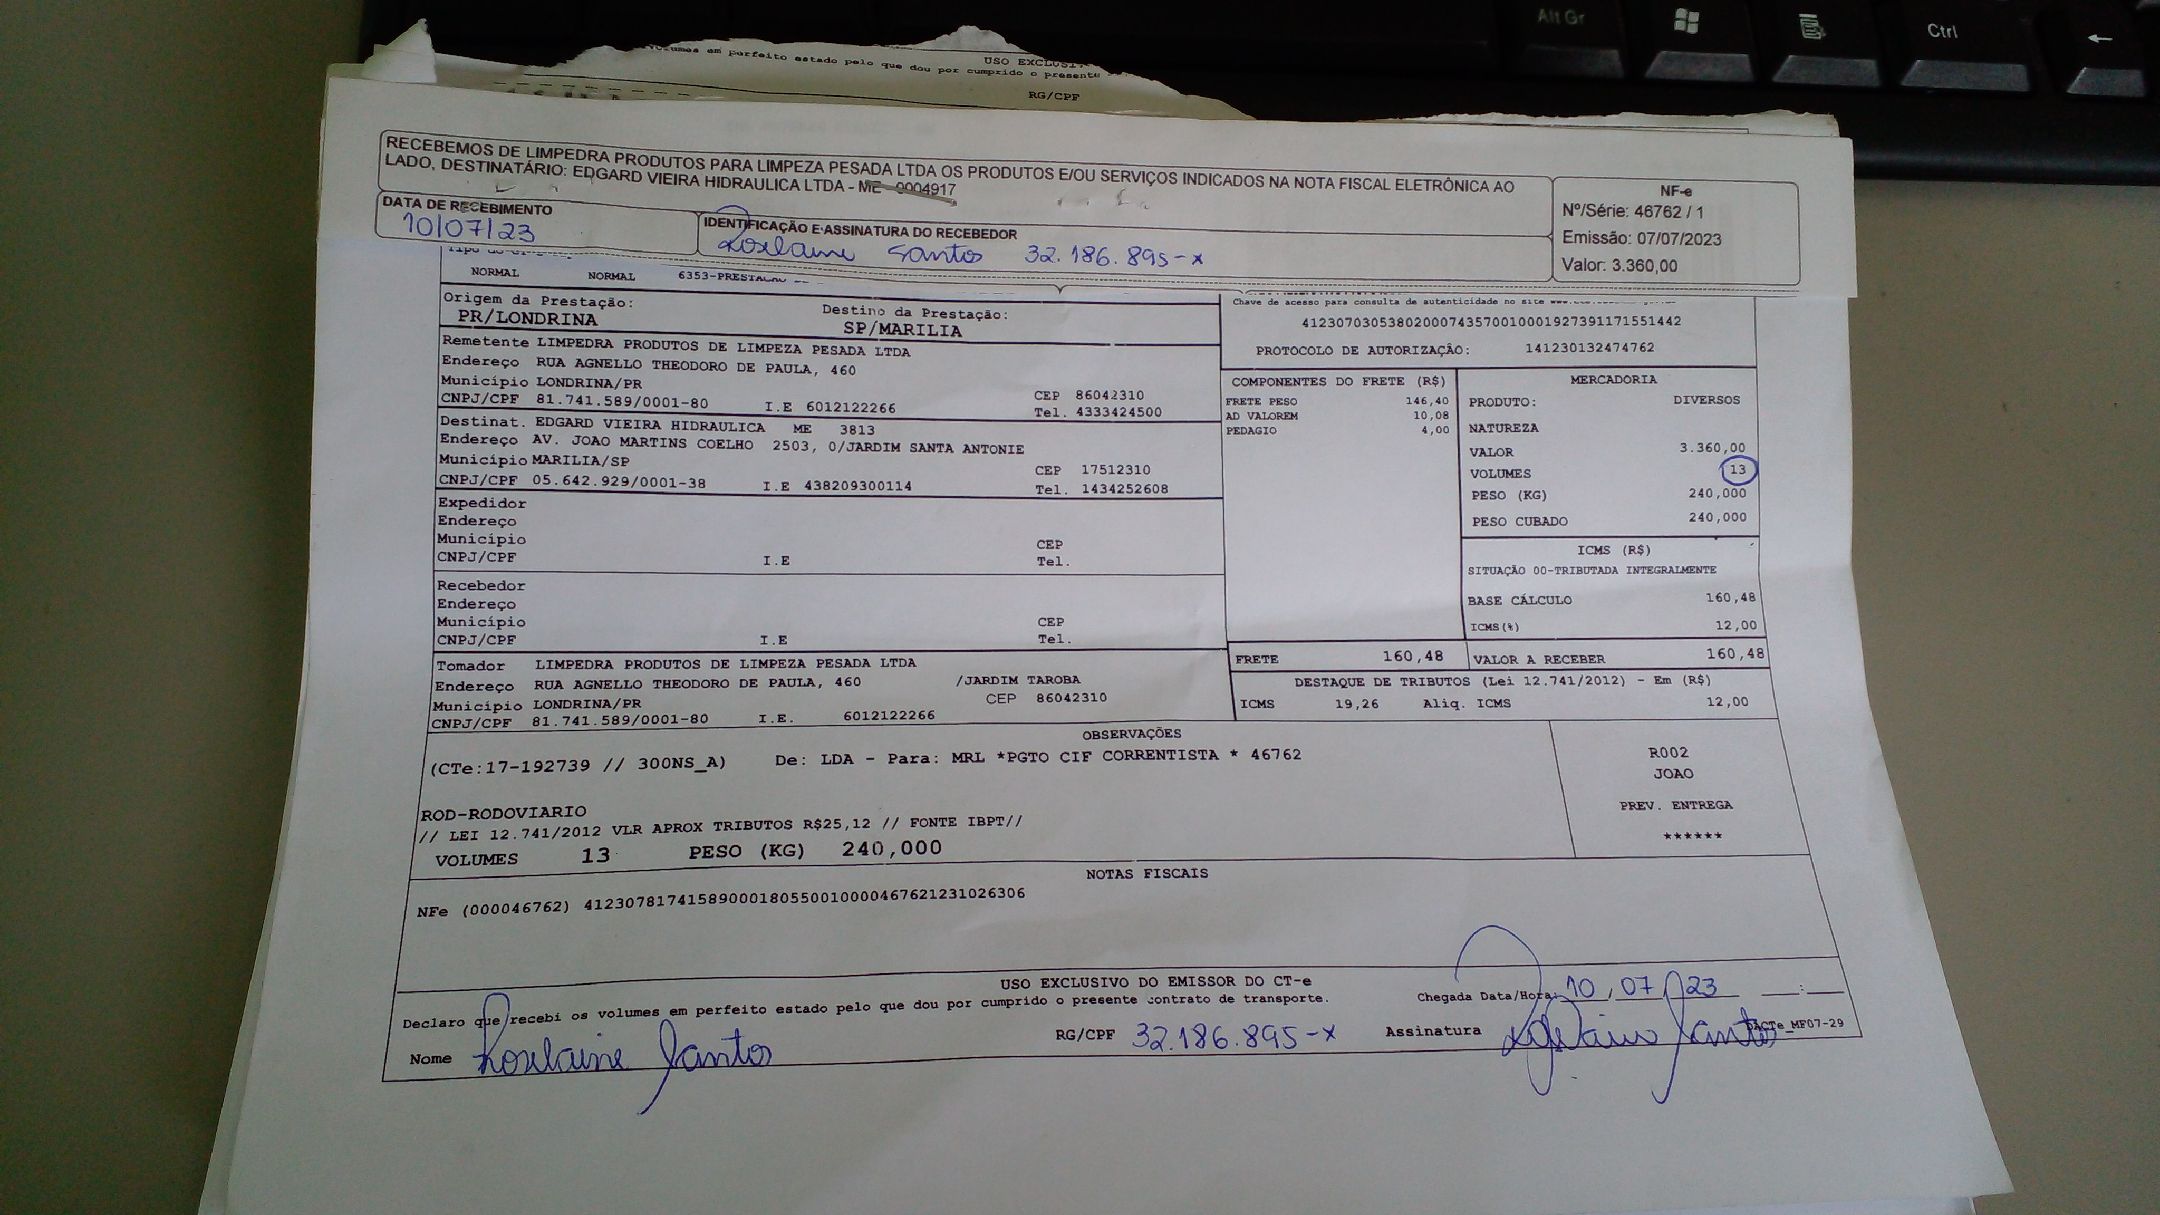 Alt Gr
Ctrl
USO EXCLUSI
volumes em perfeito estado pelo que dou por cumprido o presente
RG/CPF
RECEBEMOS DE LIMPEDRA PRODUTOS PARA LIMPEZA PESADA LTDA OS PRODUTOS E/OU SERVIÇOS INDICADOS NA NOTA FISCAL ELETRÔNICA AO
LADO, DESTINATÁRIO: EDGARD VIEIRA HIDRAULICA LTDA - ME 0004917
DATA DE RECEBIMENTO
10/07/23
IDENTIFICAÇÃO E ASSINATURA DO RECEBEDOR
Roselaine Santos 32.186.895-x
NF-e
Nº/Série: 46762 / 1
Emissão: 07/07/2023
Valor: 3.360,00
NORMAL NORMAL 6353-PRESTACAO
Origem da Prestação:
PR/LONDRINA
Destino da Prestação:
SP/MARILIA
Remetente LIMPEDRA PRODUTOS DE LIMPEZA PESADA LTDA
Endereço RUA AGNELLO THEODORO DE PAULA, 460
Município LONDRINA/PR CEP 86042310
CNPJ/CPF 81.741.589/0001-80 I.E 6012122266 Tel. 4333424500
Destinat. EDGARD VIEIRA HIDRAULICA ME 3813
Endereço AV. JOAO MARTINS COELHO 2503, 0/JARDIM SANTA ANTONIE
Município MARILIA/SP CEP 17512310
CNPJ/CPF 05.642.929/0001-38 I.E 438209300114 Tel. 1434252608
Expedidor
Endereço
Município CEP
CNPJ/CPF I.E Tel.
Recebedor
Endereço
Município CEP
CNPJ/CPF I.E Tel.
Tomador LIMPEDRA PRODUTOS DE LIMPEZA PESADA LTDA
Endereço RUA AGNELLO THEODORO DE PAULA, 460 /JARDIM TAROBA
Município LONDRINA/PR CEP 86042310
CNPJ/CPF 81.741.589/0001-80 I.E. 6012122266
Chave de acesso para consulta de autenticidade no site
41230703053802000743570010001927391171551442
PROTOCOLO DE AUTORIZAÇÃO: 141230132474762
COMPONENTES DO FRETE (R$)
FRETE PESO 146,40
AD VALOREM 10,08
PEDAGIO 4,00
MERCADORIA
PRODUTO: DIVERSOS
NATUREZA
VALOR 3.360,00
VOLUMES 13
PESO (KG) 240,000
PESO CUBADO 240,000
ICMS (R$)
SITUAÇÃO 00-TRIBUTADA INTEGRALMENTE
BASE CÁLCULO 160,48
ICMS(%) 12,00
FRETE 160,48 VALOR A RECEBER 160,48
DESTAQUE DE TRIBUTOS (Lei 12.741/2012) - Em (R$)
ICMS 19,26 Aliq. ICMS 12,00
OBSERVAÇÕES
(CTe:17-192739 // 300NS_A) De: LDA - Para: MRL *PGTO CIF CORRENTISTA * 46762
ROD-RODOVIARIO
// LEI 12.741/2012 VLR APROX TRIBUTOS R$25,12 // FONTE IBPT//
VOLUMES 13 PESO (KG) 240,000
R002
JOAO
PREV. ENTREGA
******
NOTAS FISCAIS
NFe (000046762) 41230781741589000180550010000467621231026306
USO EXCLUSIVO DO EMISSOR DO CT-e
Declaro que recebi os volumes em perfeito estado pelo que dou por cumprido o presente contrato de transporte.
Chegada Data/Hora: 10, 07, 23 __:__
Nome Roselaine Santos RG/CPF 32.186.895-x Assinatura Roselaine Santos
DACTe_MF07-29